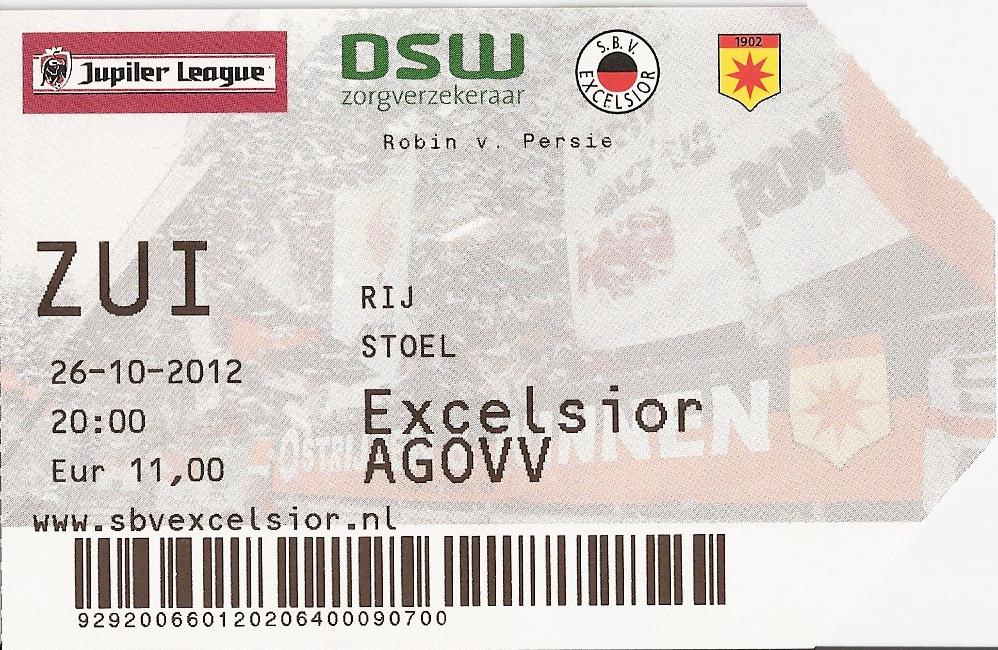 Jupiler League
DSW
zorgverzekeraar
S.B.V.
EXCELSIOR
1902
Robin v. Persie
ZUI
RIJ
STOEL
26-10-2012
20:00
Eur 11,00
Excelsior
AGOVV
www.sbvexcelsior.nl
929200660120206400090700